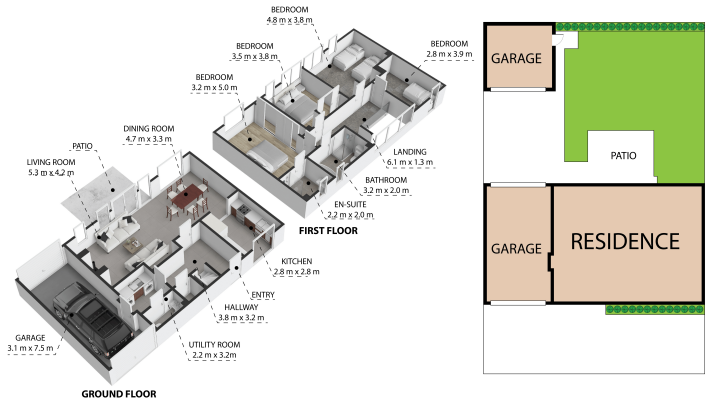 BEDROOM
4.8 m x 3.8 m
BEDROOM
3.5 m x 3.8 m
BEDROOM
2.8 m x 3.9 m
BEDROOM
3.2 m x 5.0 m
DINING ROOM
4.7 m x 3.3 m
PATIO
LIVING ROOM
5.3 m x 4.2 m
LANDING
6.1 m x 1.3 m
BATHROOM
3.2 m x 2.0 m
EN-SUITE
2.2 m x 2.0 m
FIRST FLOOR
KITCHEN
2.8 m x 2.8 m
ENTRY
HALLWAY
3.8 m x 3.2 m
UTILITY ROOM
2.2 m x 3.2m
GARAGE
3.1 m x 7.5 m
GROUND FLOOR
GARAGE
PATIO
GARAGE
RESIDENCE